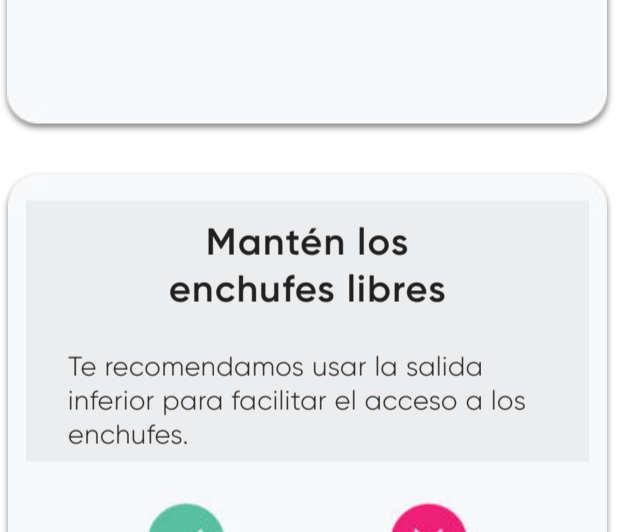 Mantén los
enchufes libres
Te recomendamos usar la salida
inferior para facilitar el acceso a los
enchufes.